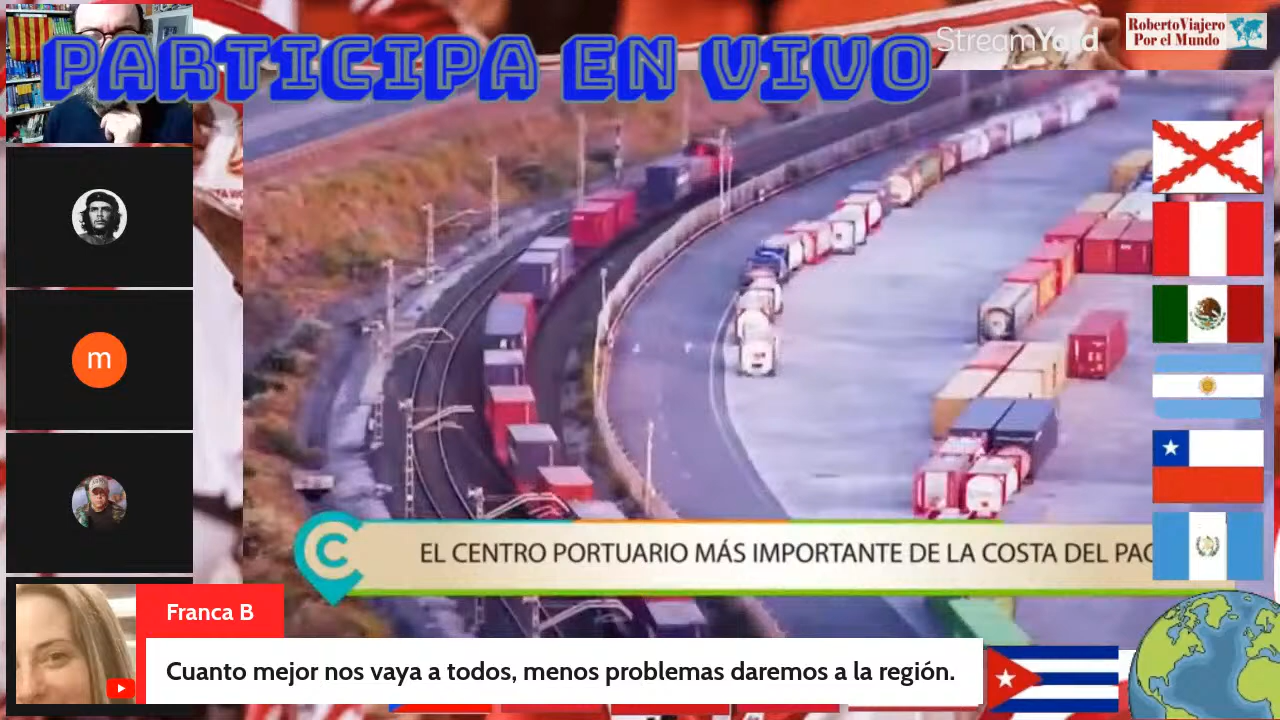 PARTICIPA EN VIVO
StreamYard
Roberto Viajero
Por el Mundo
m
EL CENTRO PORTUARIO MÁS IMPORTANTE DE LA COSTA DEL PAC
Franca B
Cuanto mejor nos vaya a todos, menos problemas daremos a la región.